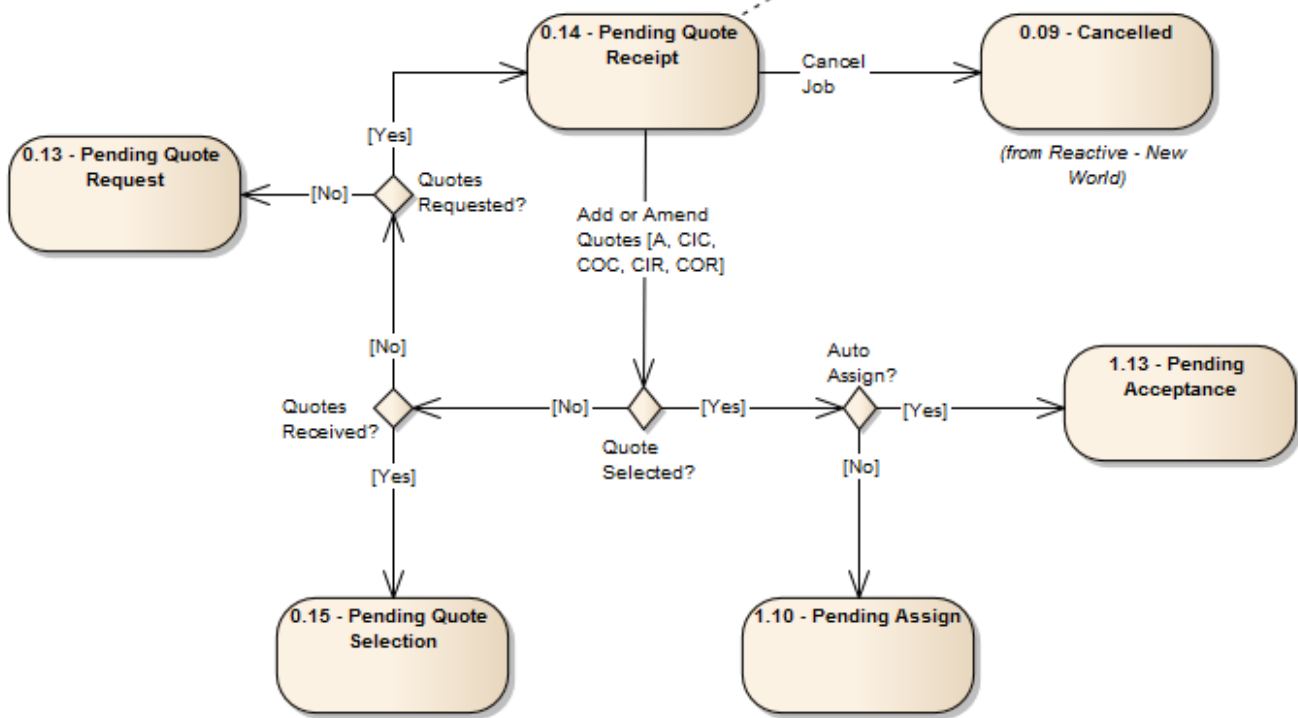 0.14 - Pending Quote
Receipt
0.09 - Cancelled
Cancel
Job
(from Reactive - New
World)
[Yes]
0.13 - Pending Quote
Request
[No]
Quotes
Requested?
Add or Amend
Quotes [A, CIC,
COC, CIR, COR]
[No]
Auto
Assign?
1.13 - Pending
Acceptance
Quotes
Received?
[No]
[Yes]
[Yes]
Quote
Selected?
[Yes]
[No]
0.15 - Pending Quote
Selection
1.10 - Pending Assign